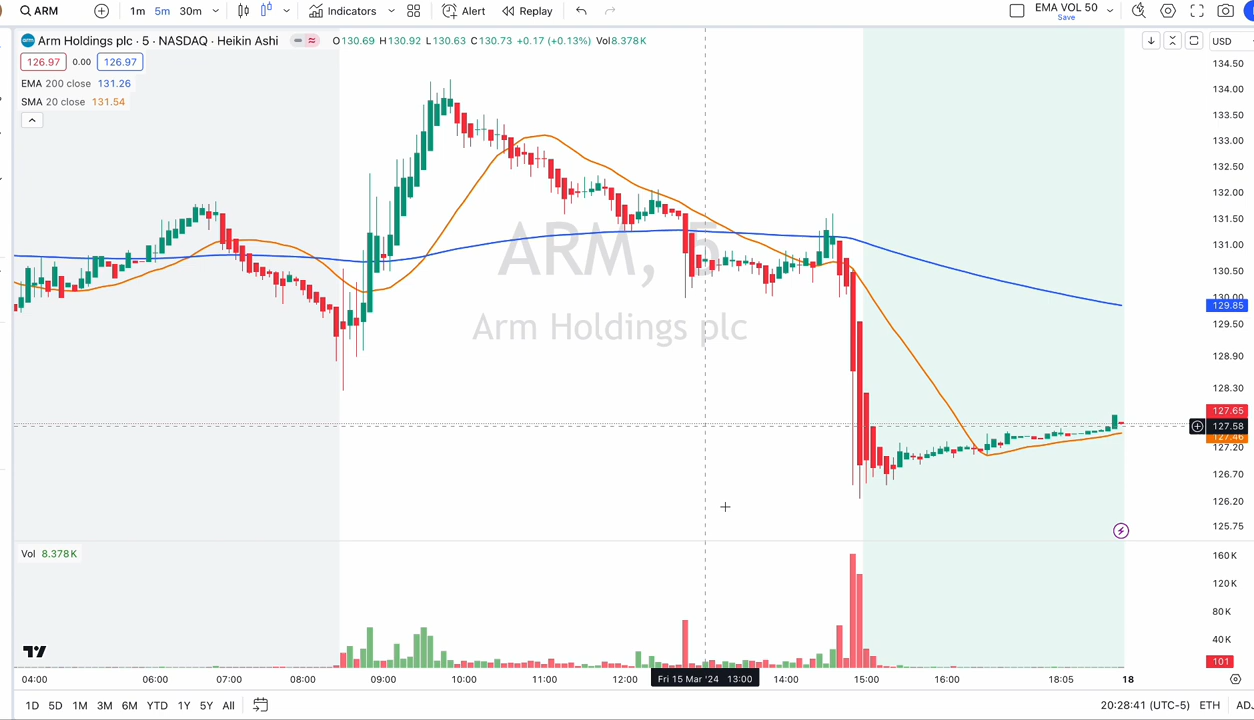 ARM 1m 5m 30m Indicators Alert Replay EMA VOL 50
Save
arm Arm Holdings plc · 5 · NASDAQ · Heikin Ashi O130.69 H130.92 L130.63 C130.73 +0.17 (+0.13%) Vol8.378K USD
126.97 0.00 126.97
EMA 200 close 131.26
SMA 20 close 131.54
134.50
134.00
133.50
133.00
132.50
132.00
131.50
131.00
130.50
130.00
129.85
129.50
128.90
128.30
127.65
127.58
127.46
127.20
126.70
126.20
125.75
ARM, 5
Arm Holdings plc
Vol 8.378K
160K
120K
80K
40K
101
04:00 06:00 07:00 08:00 09:00 10:00 11:00 12:00 Fri 15 Mar '24 13:00 14:00 15:00 16:00 18:05 18
1D 5D 1M 3M 6M YTD 1Y 5Y All 20:28:41 (UTC-5) ETH ADJ